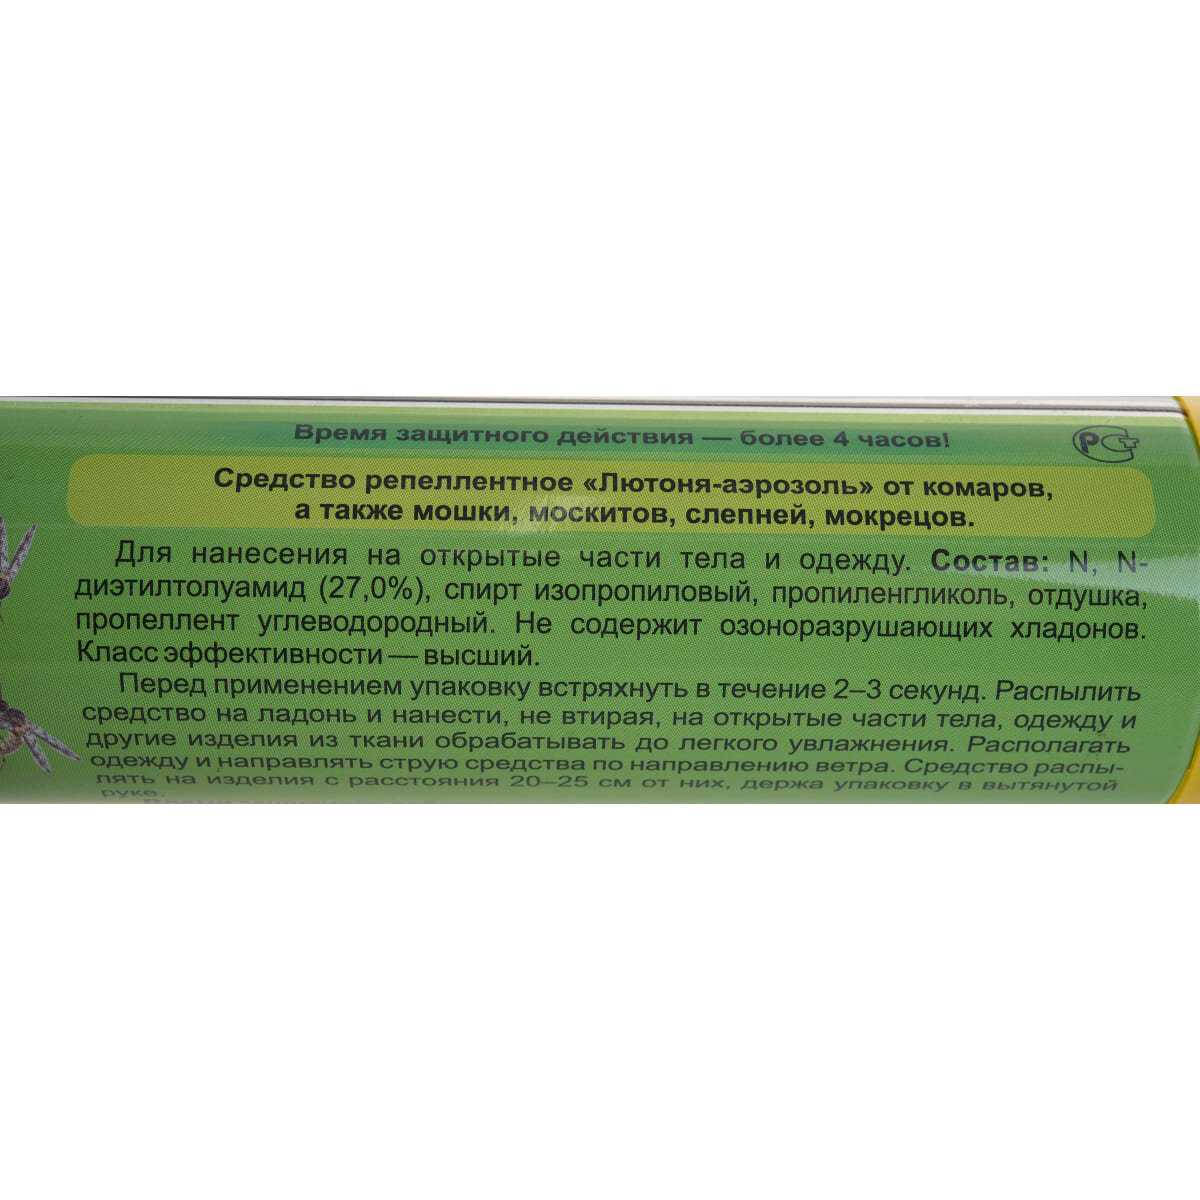 Время защитного действия — более 4 часов!
РСТ
Средство репеллентное «Лютоня-аэрозоль» от комаров,
а также мошки, москитов, слепней, мокрецов.
Для нанесения на открытые части тела и одежду. Состав: N, N-
диэтилтолуамид (27,0%), спирт изопропиловый, пропиленгликоль, отдушка,
пропеллент углеводородный. Не содержит озоноразрушающих хладонов.
Класс эффективности — высший.
Перед применением упаковку встряхнуть в течение 2–3 секунд. Распылить
средство на ладонь и нанести, не втирая, на открытые части тела, одежду и
другие изделия из ткани обрабатывать до легкого увлажнения. Располагать
одежду и направлять струю средства по направлению ветра. Средство распы-
лять на изделия с расстояния 20–25 см от них, держа упаковку в вытянутой
руке.